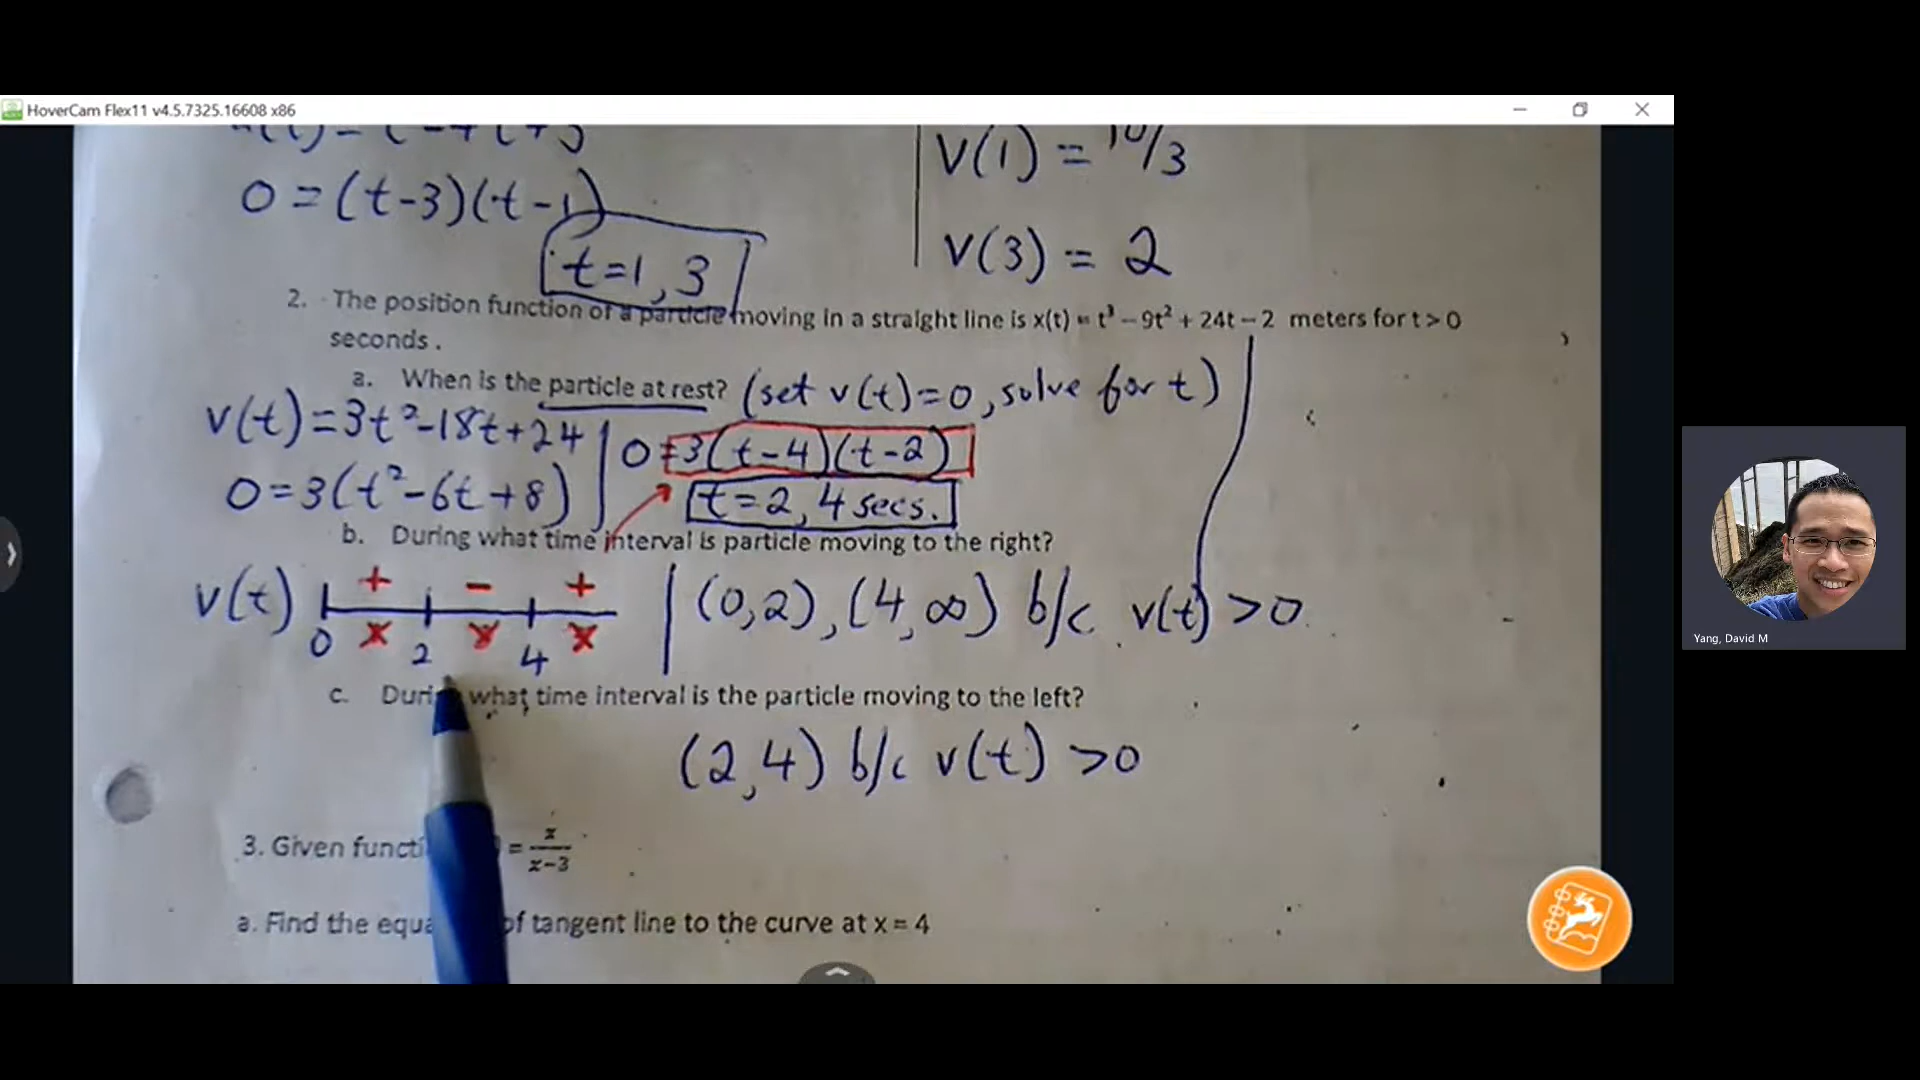 HoverCam Flex11 v4.5.7325.16608 x86
V(1) = 10/3
0 = (t-3)(t-1)
t=1, 3
V(3) = 2
2. The position function of a particle moving in a straight line is x(t) = t³ – 9t² + 24t – 2 meters for t > 0
seconds .
a. When is the particle at rest? (set v(t)=0, solve for t)
v(t)=3t²-18t+24
0=3(t-4)(t-2)
0=3(t²-6t+8)
t=2, 4 secs.
b. During what time interval is particle moving to the right?
+ - +
v(t)
0 x 2 x 4 x
(0,2), (4,∞) b/c v(t) >0
c. During what time interval is the particle moving to the left?
(2,4) b/c v(t) >0
3. Given functi = x/x−3
a. Find the equa of tangent line to the curve at x = 4
Yang, David M